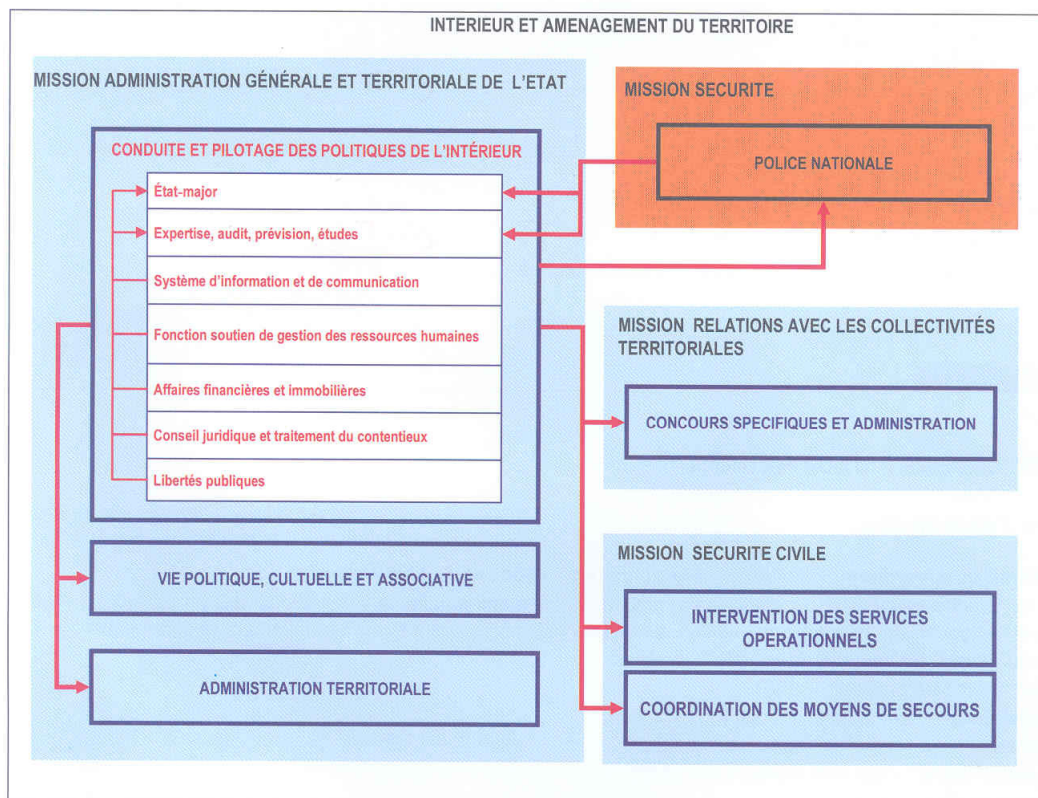 INTERIEUR ET AMENAGEMENT DU TERRITOIRE
MISSION ADMINISTRATION GÉNÉRALE ET TERRITORIALE DE L'ETAT
CONDUITE ET PILOTAGE DES POLITIQUES DE L'INTÉRIEUR
État-major
Expertise, audit, prévision, études
Système d'information et de communication
Fonction soutien de gestion des ressources humaines
Affaires financières et immobilières
Conseil juridique et traitement du contentieux
Libertés publiques
VIE POLITIQUE, CULTUELLE ET ASSOCIATIVE
ADMINISTRATION TERRITORIALE
MISSION SECURITE
POLICE NATIONALE
MISSION RELATIONS AVEC LES COLLECTIVITÉS
TERRITORIALES
CONCOURS SPECIFIQUES ET ADMINISTRATION
MISSION SECURITE CIVILE
INTERVENTION DES SERVICES
OPERATIONNELS
COORDINATION DES MOYENS DE SECOURS